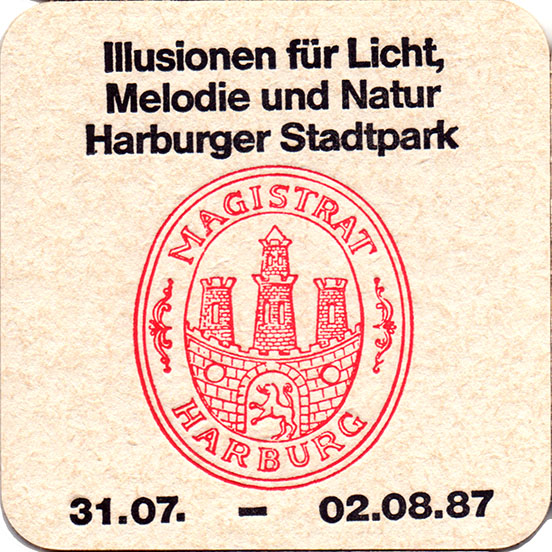 Illusionen für Licht,
Melodie und Natur
Harburger Stadtpark
MAGISTRAT
HARBURG
31.07. – 02.08.87